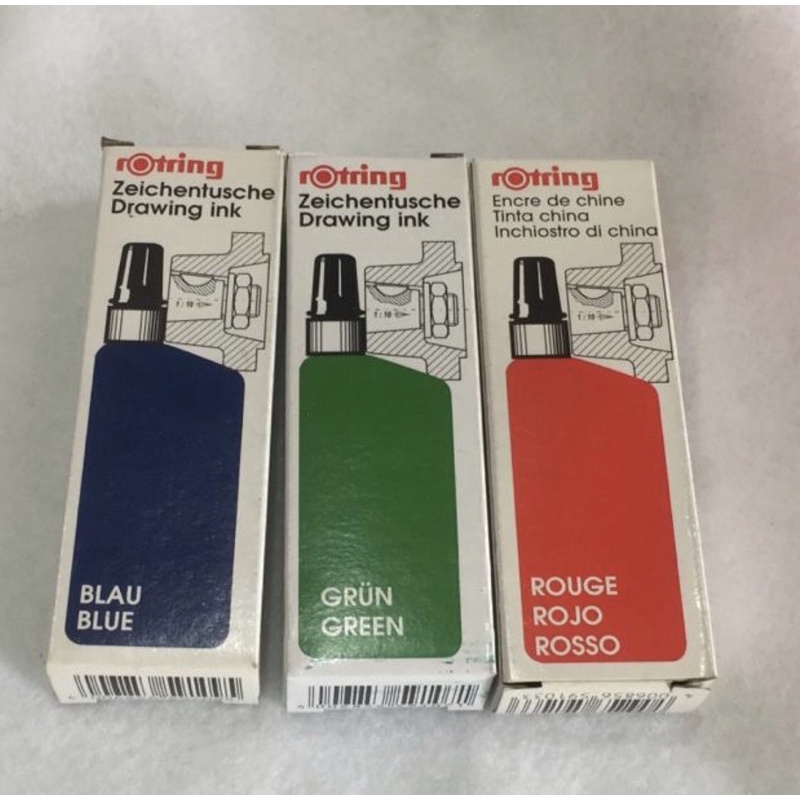 rotring
Zeichentusche
Drawing ink
BLAU
BLUE
rotring
Zeichentusche
Drawing ink
GRÜN
GREEN
rotring
Encre de chine
Tinta china
Inchiostro di china
ROUGE
ROJO
ROSSO